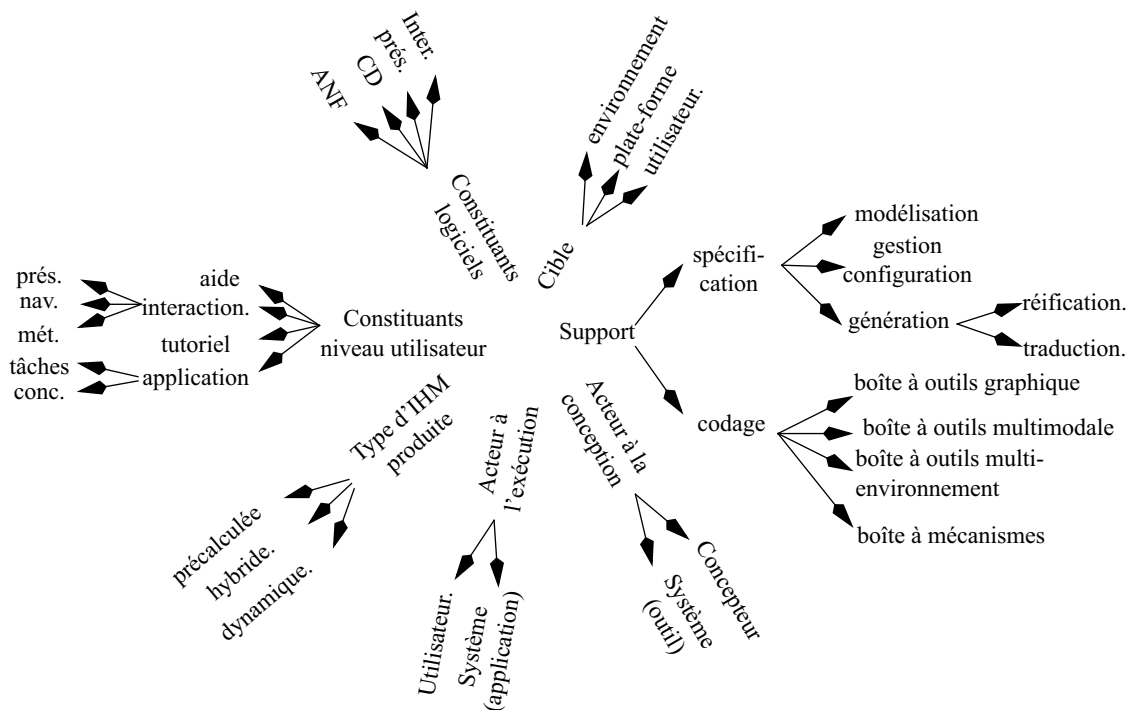 Inter.
prés.
CD
ANF
Constituants
logiciels
environnement
plate-forme
utilisateur.
Cible
Support
spécifi-
cation
modélisation
gestion
configuration
génération
réification.
traduction.
codage
boîte à outils graphique
boîte à outils multimodale
boîte à outils multi-
environnement
boîte à mécanismes
Acteur à la
conception
Concepteur
Système
(outil)
Acteur à
l'exécution
Utilisateur.
Système
(application)
Type d'IHM
produite
précalculée
hybride.
dynamique.
Constituants
niveau utilisateur
aide
interaction.
tutoriel
application
prés.
nav.
mét.
tâches
conc.